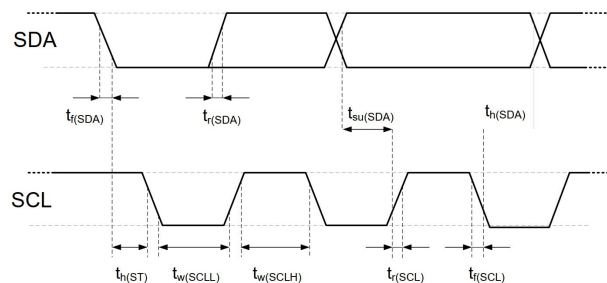 SDA
t_f(SDA) t_r(SDA) t_su(SDA) t_h(SDA)
SCL
t_h(ST) t_w(SCLL) t_w(SCLH) t_r(SCL) t_f(SCL)